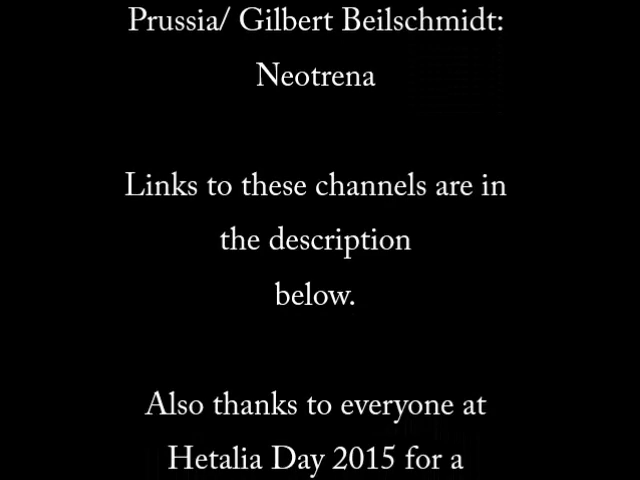 Prussia/ Gilbert Beilschmidt:
Neotrena
Links to these channels are in
the description
below.
Also thanks to everyone at
Hetalia Day 2015 for a